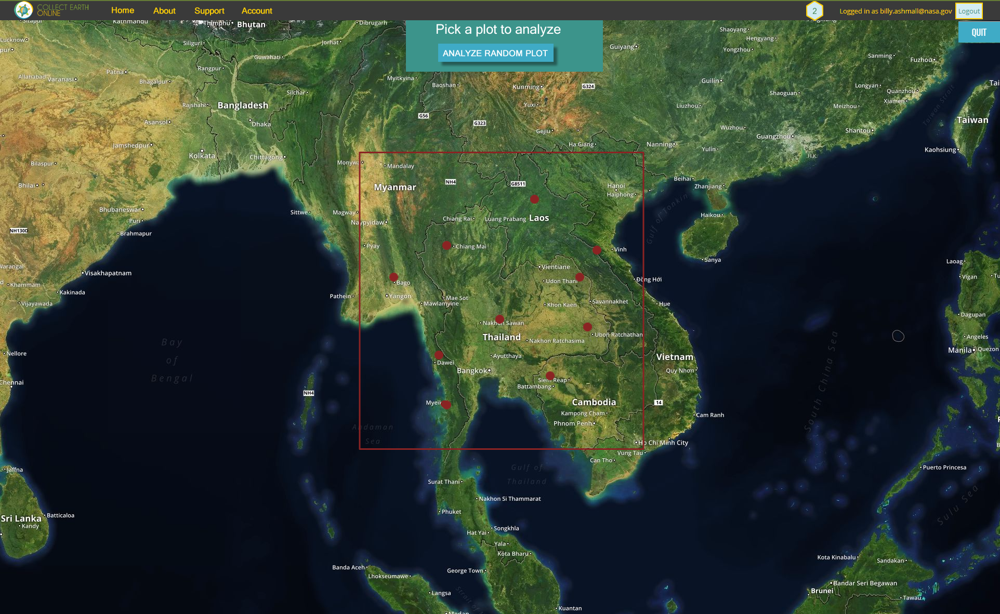 COLLECT EARTH
ONLINE
Home
About
Support
Account
2
Logged in as billy.ashmall@nasa.gov
Logout
QUIT
Pick a plot to analyze
ANALYZE RANDOM PLOT
Sitapur
Kathmandu
Thimphu
Bhutan
Dibrugarh
Lucknow
Siliguri
Jorhat
Shaoyang
Hengyang
Guiyang
Yongzhou
Guwahati
Sanming
Fuzhou
Patna
Rangpur
Allahabad
Varanasi
Bhagalpur
Myitkyina
Baoshan
Kunming
G324
Guilin
Longyan
Silchar
Shaoguan
Quanzhou
Xiamen
Rajshahi
Bangladesh
Yuxi
Liuzhou
Meizhou
Taiwan Strait
G56
Asansol
Dhaka
G323
Gejiu
Wuzhou
Shantou
Taiwan
Guangzhou
Jamshedpur
Ha Giang
Nanning
Yulin
Kaohsiung
Kolkata
Chittagong
H.K.
Bilaspur
Monywa
Mandalay
Bhilai
Myanmar
NH4
G8511
Hanoi
Haiphong
Beihai
Zhanjiang
Bhubaneswar
Sittwe
Magway
Puri
Naypyidaw
Chiang Rai
Luang Prabang
Laos
Gulf of Tonkin
Haikou
NH130D
Brahmapur
Pyay
Chiang Mai
Vinh
Sanya
Laoag
Warangal
Visakhapatnam
Vientiane
Vigan
Khammam
Bago
Udon Thani
Đồng Hới
Kakinada
Pathein
Yangon
Mae Sot
Mawlamyine
Khon Kaen
Savannakhet
Hue
Vijayawada
Dagupan
Nakhon Sawan
Thailand
Nakhon Ratchasima
Ubon Ratchathan
Angeles
Bay
of
Bengal
Nellore
Dawei
Ayutthaya
Vietnam
Manila
Quezon
Bangkok
Quy Nhon
South China Sea
Chennai
Siem Reap
Battambang
NH4
Myeik
Cambodia
14
Kampong Cham
Cam Ranh
Phnom Penh
Andaman
Sea
Ho Chi Minh City
Vung Tau
Can Tho
Jaffna
Gulf of
Thailand
Puerto Princesa
Surat Thani
Nakhon Si Thammarat
Sulu Sea
Phuket
Batticaloa
Sri Lanka
Kandy
Songkhla
Hat Yai
Yala
Kota Bharu
Kota Kinabalu
Sandakan
Banda Aceh
George Town
Lhokseumawe
Bandar Seri Begawan
Brunei
Langsa
Strait of
Tawau
Kuantan
Medan